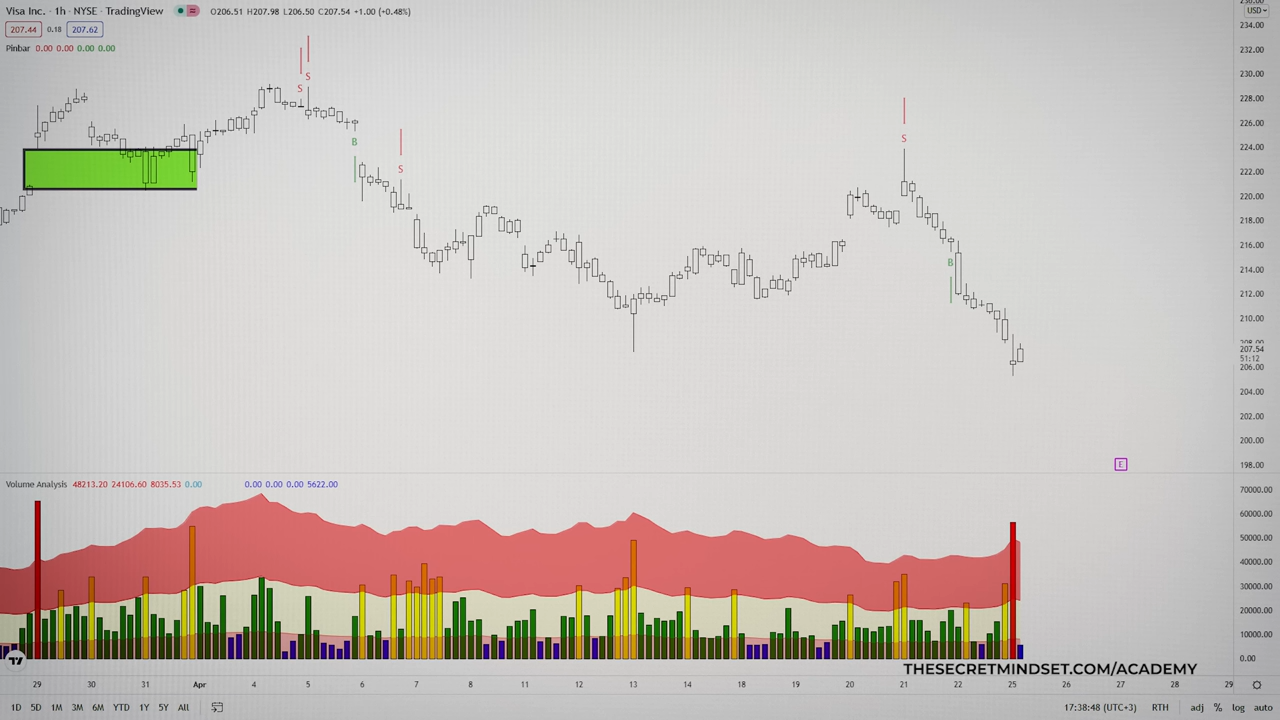 Visa Inc. · 1h · NYSE · TradingView O206.51 H207.98 L206.50 C207.54 +1.00 (+0.48%)
USD
207.44 0.18 207.62
Pinbar 0.00 0.00 0.00 0.00
234.00
232.00
230.00
228.00
226.00
224.00
222.00
220.00
218.00
216.00
214.00
212.00
210.00
207.54
51:12
206.00
204.00
202.00
200.00
198.00
S
S
B
S
S
B
E
Volume Analysis 48213.20 24106.60 8035.53 0.00 0.00 0.00 0.00 5622.00
70000.00
60000.00
50000.00
40000.00
30000.00
20000.00
10000.00
0.00
THESECRETMINDSET.COM/ACADEMY
29 30 31 Apr 4 5 6 7 8 11 12 13 14 18 19 20 21 22 25 26 27 28 29
1D 5D 1M 3M 6M YTD 1Y 5Y All 17:38:48 (UTC+3) RTH adj % log auto